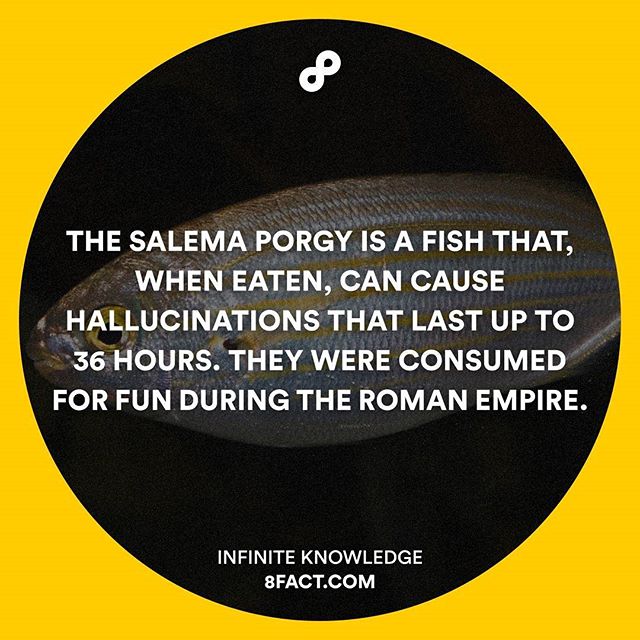 THE SALEMA PORGY IS A FISH THAT,
WHEN EATEN, CAN CAUSE
HALLUCINATIONS THAT LAST UP TO
36 HOURS. THEY WERE CONSUMED
FOR FUN DURING THE ROMAN EMPIRE.
INFINITE KNOWLEDGE
8FACT.COM